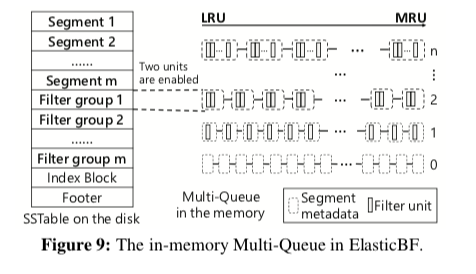 LRU MRU
Segment 1
Segment 2
......
Segment m
Filter group 1
Filter group 2
......
Filter group m
Index Block
Footer
SSTable on the disk
Two units
are enabled
... n
... ⋮
... 2
... 1
... 0
Multi-Queue
in the memory
Segment
metadata
Filter unit
Figure 9: The in-memory Multi-Queue in ElasticBF.